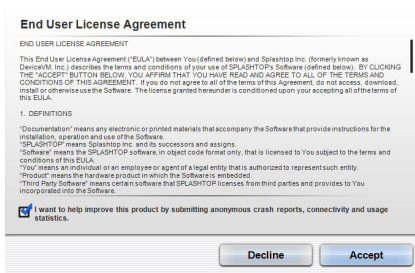 End User License Agreement
END USER LICENSE AGREEMENT
This End User License Agreement ("EULA") between You (defined below) and Splashtop Inc. (formerly known as
DeviceVM, Inc.) describes the terms and conditions of your use of SPLASHTOP's Software (defined below). BY CLICKING
THE "ACCEPT" BUTTON BELOW, YOU AFFIRM THAT YOU HAVE READ AND AGREE TO ALL OF THE TERMS AND
CONDITIONS OF THIS EULA. If you do not agree to all of the terms of this Agreement, do not access, download,
install or otherwise use the Software. The license granted hereunder is conditioned upon your accepting all of the terms of
this EULA.
1. DEFINITIONS
"Documentation" means any electronic or printed materials that accompany the Software that provide instructions for the
installation, operation and use of the Software.
"SPLASHTOP" means Splashtop Inc. and its successors and assigns.
"Software" means the SPLASHTOP software, in object code format only, that is licensed to You subject to the terms and
conditions of this EULA.
"You" means an individual or an employee or agent of a legal entity that is authorized to represent such entity.
"Product" means the hardware product in which the Software is embedded.
"Third Party Software" means certain software that SPLASHTOP licenses from third parties and provides to You
incorporated into the Software.
I want to help improve this product by submitting anonymous crash reports, connectivity and usage
statistics.
Decline Accept